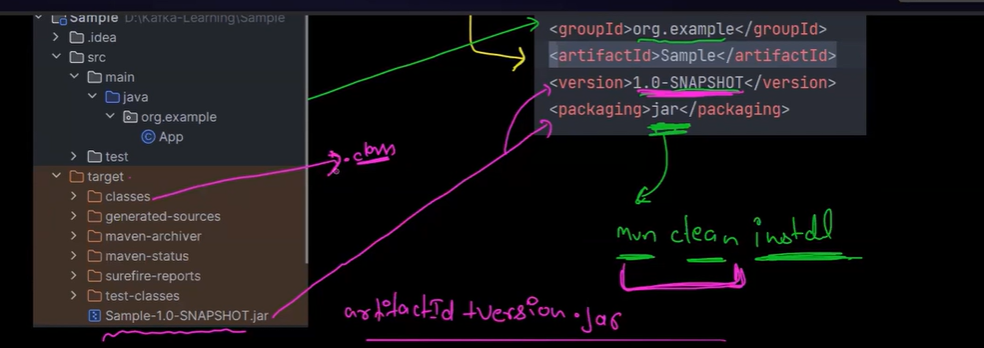 Sample D:\Kafka-Learning\Sample
.idea
src
main
java
org.example
App
test
target
classes
generated-sources
maven-archiver
maven-status
surefire-reports
test-classes
Sample-1.0-SNAPSHOT.jar
<groupId>org.example</groupId>
<artifactId>Sample</artifactId>
<version>1.0-SNAPSHOT</version>
<packaging>jar</packaging>
.class
mvn clean install
artifactId+version.jar